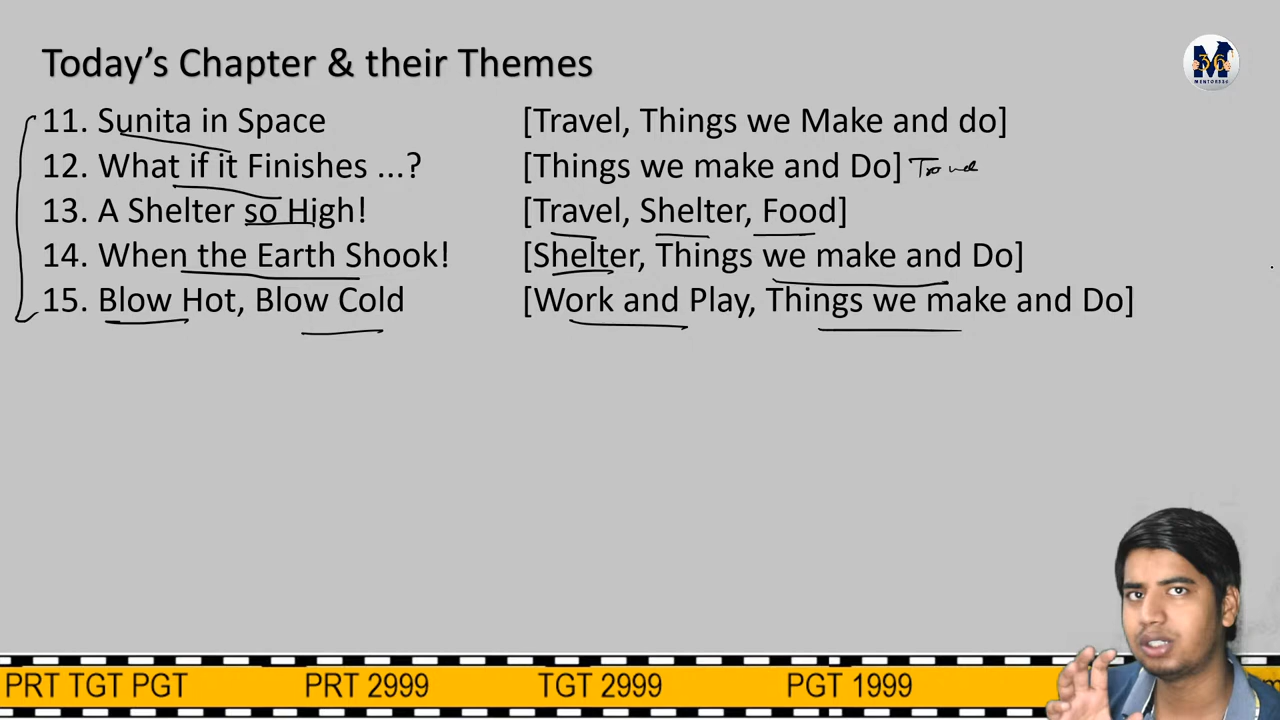 Today's Chapter & their Themes
11. Sunita in Space [Travel, Things we Make and do]
12. What if it Finishes ...? [Things we make and Do]
13. A Shelter so High! [Travel, Shelter, Food]
14. When the Earth Shook! [Shelter, Things we make and Do]
15. Blow Hot, Blow Cold [Work and Play, Things we make and Do]
PRT TGT PGT PRT 2999 TGT 2999 PGT 1999